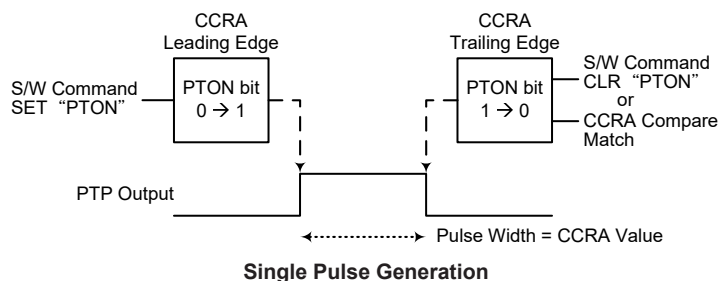 CCRA
Leading Edge
CCRA
Trailing Edge
S/W Command
SET “PTON”
PTON bit
0 → 1
PTON bit
1 → 0
S/W Command
CLR “PTON”
or
CCRA Compare
Match
PTP Output
Pulse Width = CCRA Value
Single Pulse Generation